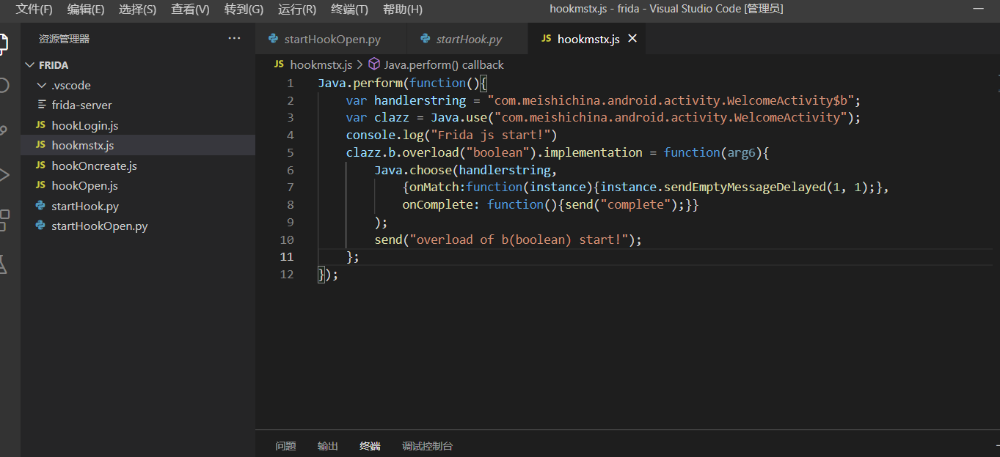 文件(F) 编辑(E) 选择(S) 查看(V) 转到(G) 运行(R) 终端(T) 帮助(H) hookmstx.js - frida - Visual Studio Code [管理员]
资源管理器 ···
FRIDA
.vscode
frida-server
JS hookLogin.js
JS hookmstx.js
JS hookOncreate.js
JS hookOpen.js
startHook.py
startHookOpen.py
startHookOpen.py startHook.py JS hookmstx.js
JS hookmstx.js > Java.perform() callback
1 Java.perform(function(){
2 var handlerstring = "com.meishichina.android.activity.WelcomeActivity$b";
3 var clazz = Java.use("com.meishichina.android.activity.WelcomeActivity");
4 console.log("Frida js start!")
5 clazz.b.overload("boolean").implementation = function(arg6){
6 Java.choose(handlerstring,
7 {onMatch:function(instance){instance.sendEmptyMessageDelayed(1, 1);},
8 onComplete: function(){send("complete");}}
9 );
10 send("overload of b(boolean) start!");
11 };
12 });
问题 输出 终端 调试控制台